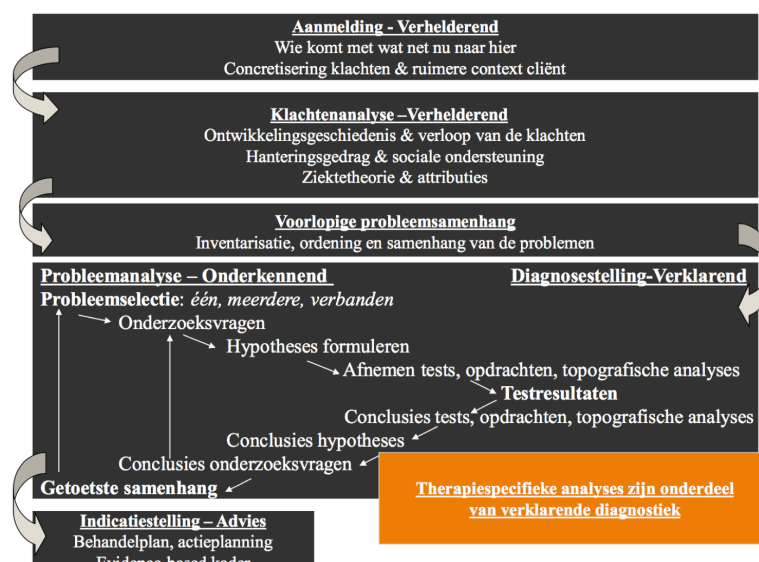 Aanmelding - Verhelderend
Wie komt met wat net nu naar hier
Concretisering klachten & ruimere context cliënt
Klachtenanalyse –Verhelderend
Ontwikkelingsgeschiedenis & verloop van de klachten
Hanteringsgedrag & sociale ondersteuning
Ziektetheorie & attributies
Voorlopige probleemsamenhang
Inventarisatie, ordening en samenhang van de problemen
Probleemanalyse – Onderkennend
Diagnosestelling-Verklarend
Probleemselectie: één, meerdere, verbanden
Onderzoeksvragen
Hypotheses formuleren
Afnemen tests, opdrachten, topografische analyses
Testresultaten
Conclusies tests, opdrachten, topografische analyses
Conclusies hypotheses
Conclusies onderzoeksvragen
Getoetste samenhang
Therapiespecifieke analyses zijn onderdeel
van verklarende diagnostiek
Indicatiestelling – Advies
Behandelplan, actieplanning
Evidence-based kader